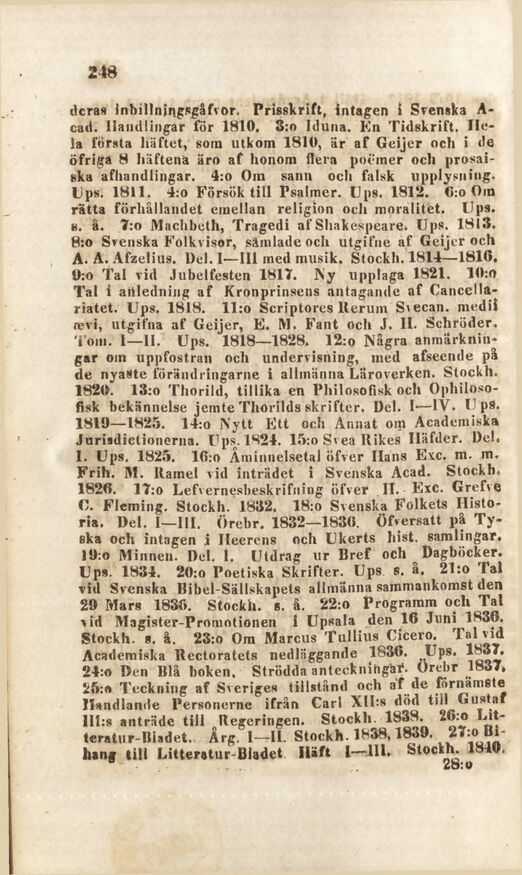 248
deras inbillningsgåfvor. Prisskrift, intagen i Svenska A-
cad. Handlingar för 1810. 3:o Iduna. En Tidskrift. He-
la första häftet, som utkom 1810, är af Geijer och i de
öfriga 8 häftena äro af honom flera poëmer och prosai-
ska afhandlingar. 4:o Om sann och falsk upplysning.
Ups. 1811. 4:o Försök till Psalmer. Ups. 1812. 6:o Om
rätta förhållandet emellan religion och moralitet. Ups.
s. å. 7:o Machbeth, Tragedi af Shakespeare. Ups. 1813.
8:o Svenska Folkvisor, samlade och utgifne af Geijer och
A. A. Afzelius. Del. I—III med musik. Stockh. 1814—1816.
9:o Tal vid Jubelfesten 1817. Ny upplaga 1821. 10:o
Tal i anledning af Kronprinsens antagande af Cancella-
riatet. Ups. 1818. 11:o Scriptores Rerum Svecan. medii
ævi, utgifna af Geijer, E. M. Fant och J. H. Schröder.
Tom. I—II. Ups. 1818—1828. 12:o Några anmärknin-
gar om uppfostran och undervisning, med afseende på
de nyaste förändringarne i allmänna Läroverken. Stockh.
1820. 13:o Thorild, tillika en Philosofisk och Ophiloso-
fisk bekännelse jemte Thorilds skrifter. Del. I—IV. Ups.
1819—1825. 14:o Nytt Ett och Annat om Academiska
Jurisdictionerna. Ups. 1824. 15:o Svea Rikes Häfder. Del.
I. Ups. 1825. 16:o Åminnelsetal öfver Hans Exc. m. m.
Frih. M. Ramel vid inträdet i Svenska Acad. Stockh.
1826. 17:o Lefvernesbeskrifning öfver H. Exc. Grefve
C. Fleming. Stockh. 1832. 18:o Svenska Folkets Histo-
ria. Del. I—III. Örebr. 1832—1836. Öfversatt på Ty-
ska och intagen i Heerens och Ukerts hist. samlingar.
19:o Minnen. Del. I. Utdrag ur Bref och Dagböcker.
Ups. 1834. 20:o Poetiska Skrifter. Ups. s. å. 21:o Tal
vid Svenska Bibel-Sällskapets allmänna sammankomst den
29 Mars 1836. Stockh. s. å. 22:o Programm och Tal
vid Magister-Promotionen i Upsala den 16 Juni 1836.
Stockh. s. å. 23:o Om Marcus Tullius Cicero. Tal vid
Academiska Rectoratets nedläggande 1836. Ups. 1837.
24:o Den Blå boken. Strödda anteckningar. Örebr 1837.
25:o Teckning af Sveriges tillstånd och af de förnämste
Handlande Personerne ifrån Carl XII:s död till Gustaf
III:s anträde till Regeringen. Stockh. 1838. 26:o Lit-
teratur-Bladet. Årg. I—II. Stockh. 1838, 1839. 27:o Bi-
hang till Litteratur-Bladet Häft I—III. Stockh. 1840.
28:o